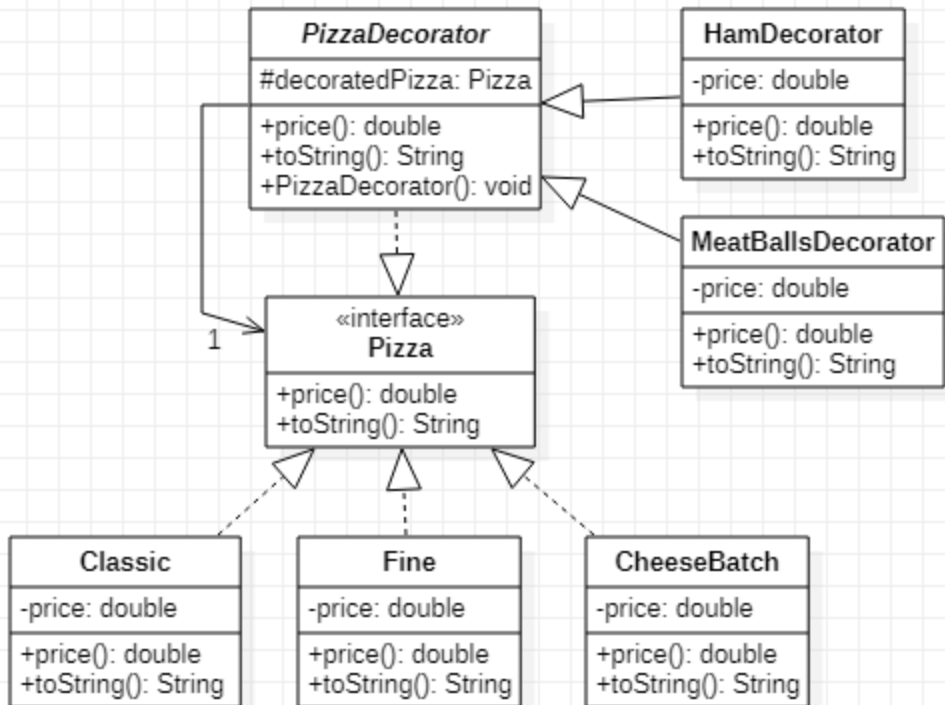 PizzaDecorator
#decoratedPizza: Pizza
+price(): double
+toString(): String
+PizzaDecorator(): void
HamDecorator
-price: double
+price(): double
+toString(): String
MeatBallsDecorator
-price: double
+price(): double
+toString(): String
1
«interface»
Pizza
+price(): double
+toString(): String
Classic
-price: double
+price(): double
+toString(): String
Fine
-price: double
+price(): double
+toString(): String
CheeseBatch
-price: double
+price(): double
+toString(): String